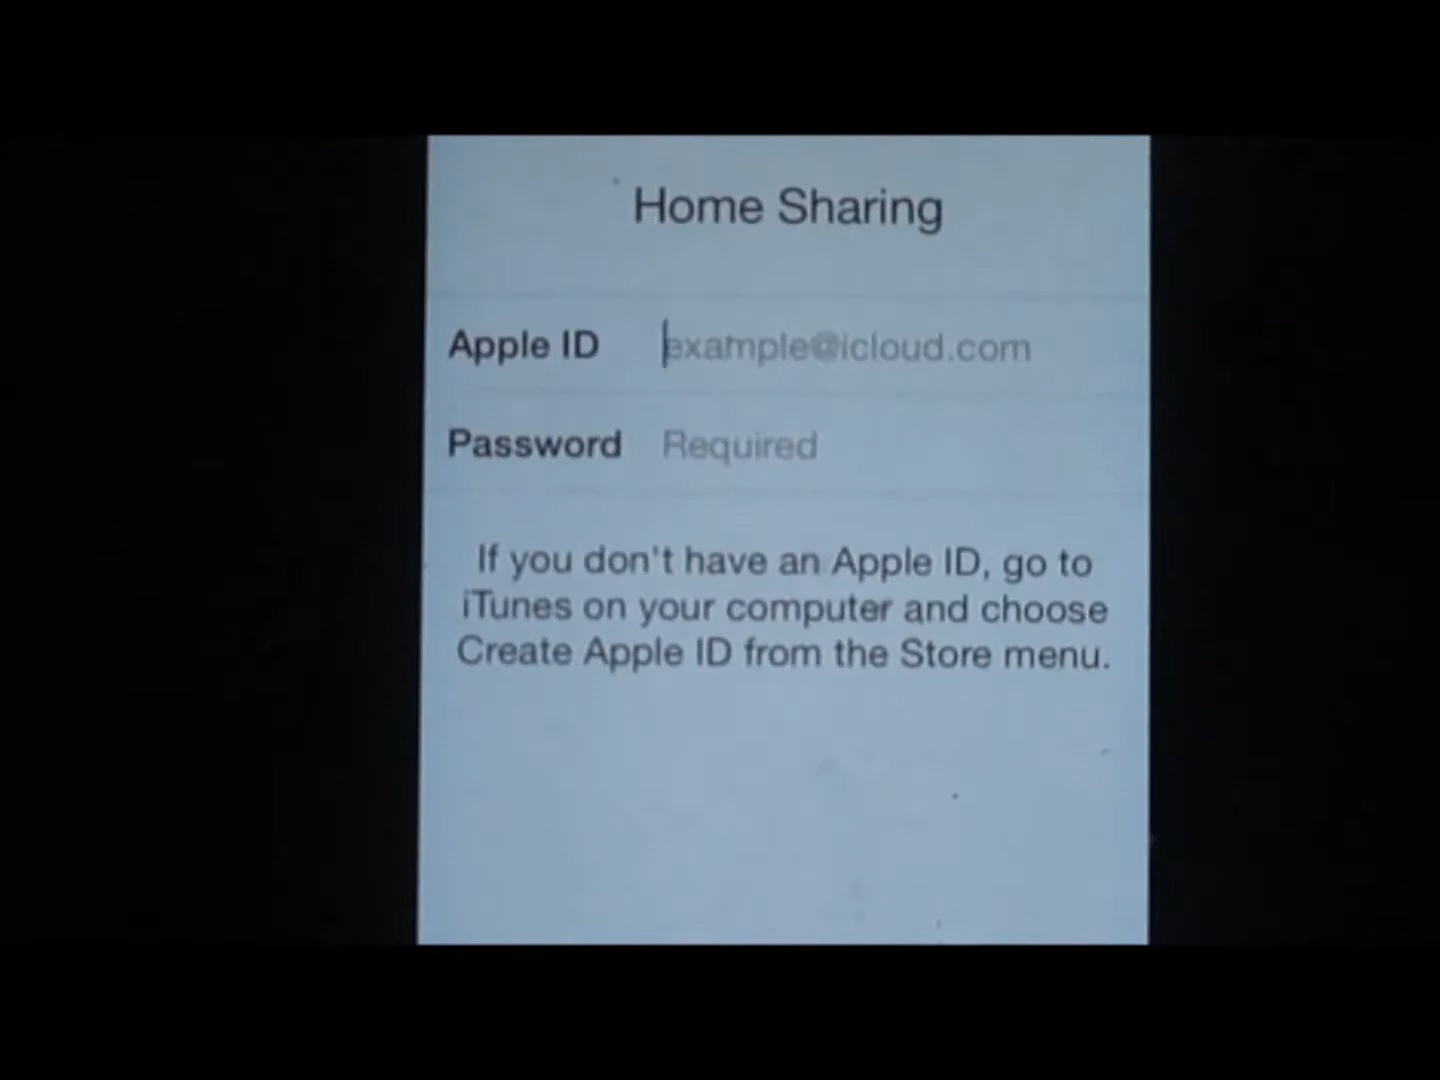 Home Sharing
Apple ID example@icloud.com
Password Required
If you don't have an Apple ID, go to
iTunes on your computer and choose
Create Apple ID from the Store menu.